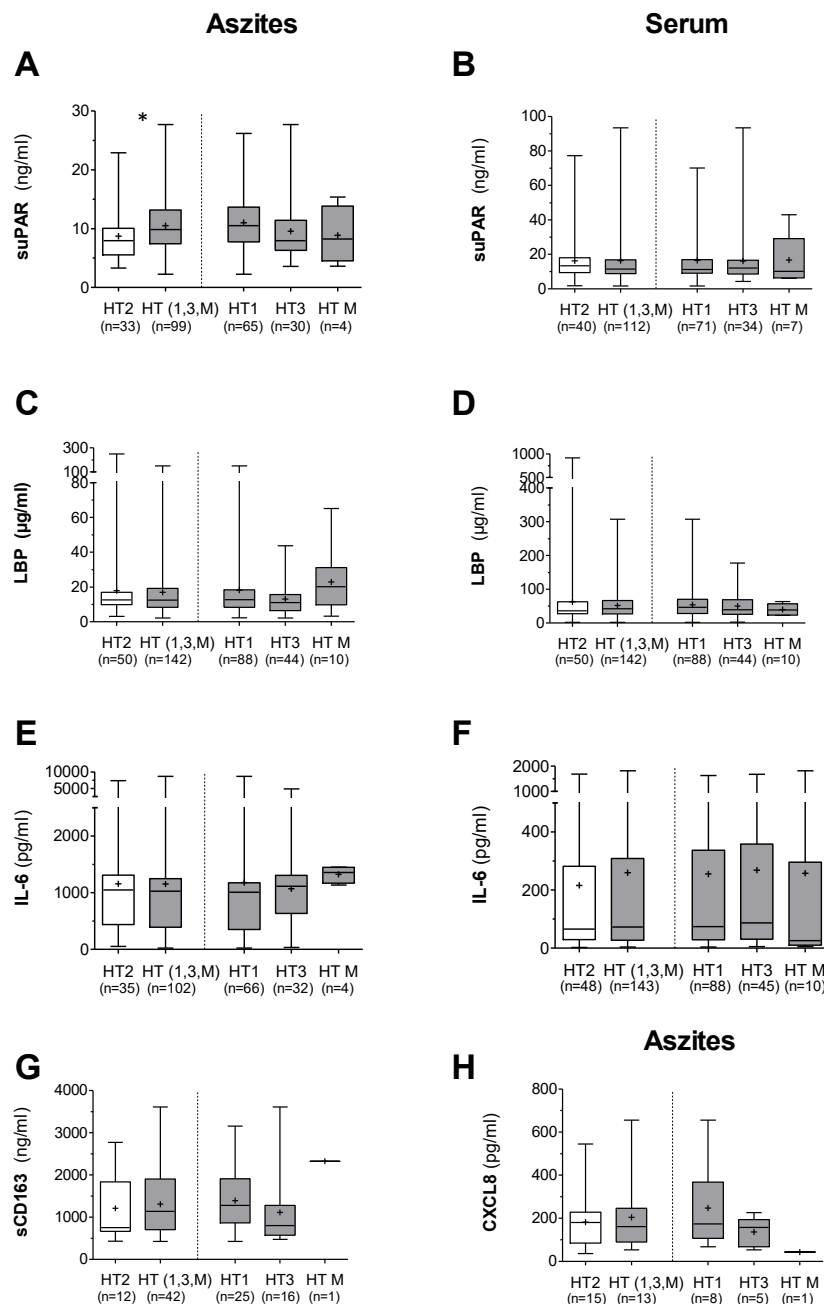 Aszites
Serum
A
suPAR (ng/ml)
30
20
10
0
*
HT2 HT (1,3,M) HT1 HT3 HT M
(n=33) (n=99) (n=65) (n=30) (n=4)
B
suPAR (ng/ml)
100
80
60
40
20
0
HT2 HT (1,3,M) HT1 HT3 HT M
(n=40) (n=112) (n=71) (n=34) (n=7)
C
LBP (µg/ml)
300
100
80
60
40
20
0
HT2 HT (1,3,M) HT1 HT3 HT M
(n=50) (n=142) (n=88) (n=44) (n=10)
D
LBP (µg/ml)
1000
500
400
300
200
100
0
HT2 HT (1,3,M) HT1 HT3 HT M
(n=50) (n=142) (n=88) (n=44) (n=10)
E
IL-6 (pg/ml)
10000
5000
2000
1000
0
HT2 HT (1,3,M) HT1 HT3 HT M
(n=35) (n=102) (n=66) (n=32) (n=4)
F
IL-6 (pg/ml)
2000
1000
400
200
0
HT2 HT (1,3,M) HT1 HT3 HT M
(n=48) (n=143) (n=88) (n=45) (n=10)
G
sCD163 (ng/ml)
4000
3000
2000
1000
0
HT2 HT (1,3,M) HT1 HT3 HT M
(n=12) (n=42) (n=25) (n=16) (n=1)
Aszites
H
CXCL8 (pg/ml)
800
600
400
200
0
HT2 HT (1,3,M) HT1 HT3 HT M
(n=15) (n=13) (n=8) (n=5) (n=1)